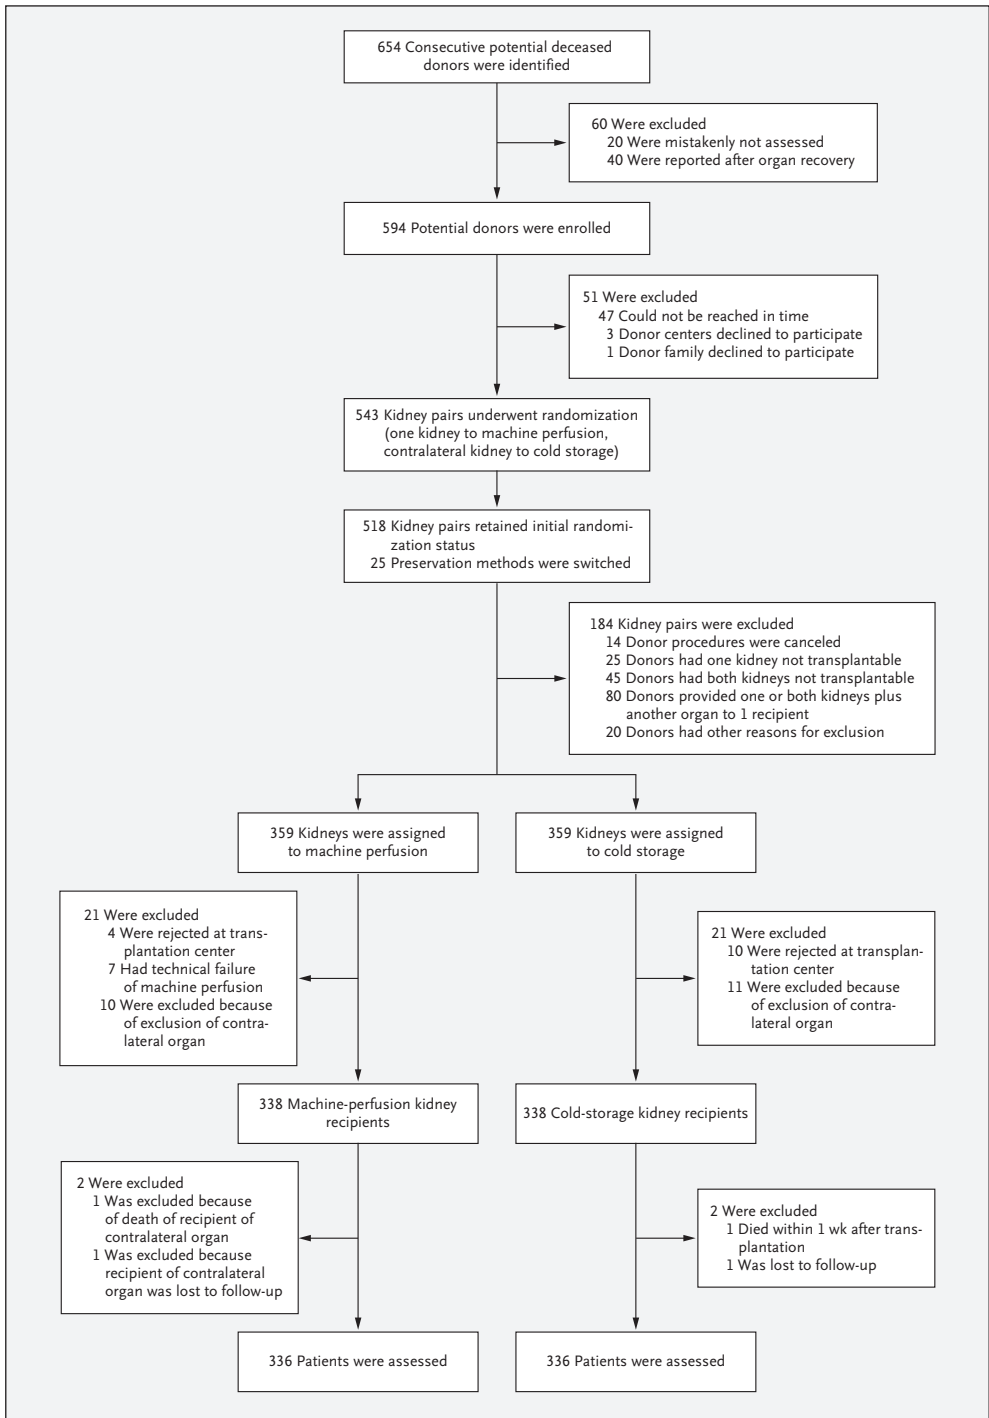 654 Consecutive potential deceased
donors were identified
60 Were excluded
20 Were mistakenly not assessed
40 Were reported after organ recovery
594 Potential donors were enrolled
51 Were excluded
47 Could not be reached in time
3 Donor centers declined to participate
1 Donor family declined to participate
543 Kidney pairs underwent randomization
(one kidney to machine perfusion,
contralateral kidney to cold storage)
518 Kidney pairs retained initial randomi-
zation status
25 Preservation methods were switched
184 Kidney pairs were excluded
14 Donor procedures were canceled
25 Donors had one kidney not transplantable
45 Donors had both kidneys not transplantable
80 Donors provided one or both kidneys plus
another organ to 1 recipient
20 Donors had other reasons for exclusion
359 Kidneys were assigned
to machine perfusion
359 Kidneys were assigned
to cold storage
21 Were excluded
4 Were rejected at trans-
plantation center
7 Had technical failure
of machine perfusion
10 Were excluded because
of exclusion of contra-
lateral organ
21 Were excluded
10 Were rejected at transplan-
tation center
11 Were excluded because
of exclusion of contra-
lateral organ
338 Machine-perfusion kidney
recipients
338 Cold-storage kidney recipients
2 Were excluded
1 Was excluded because
of death of recipient of
contralateral organ
1 Was excluded because
recipient of contralateral
organ was lost to follow-up
2 Were excluded
1 Died within 1 wk after trans-
plantation
1 Was lost to follow-up
336 Patients were assessed
336 Patients were assessed